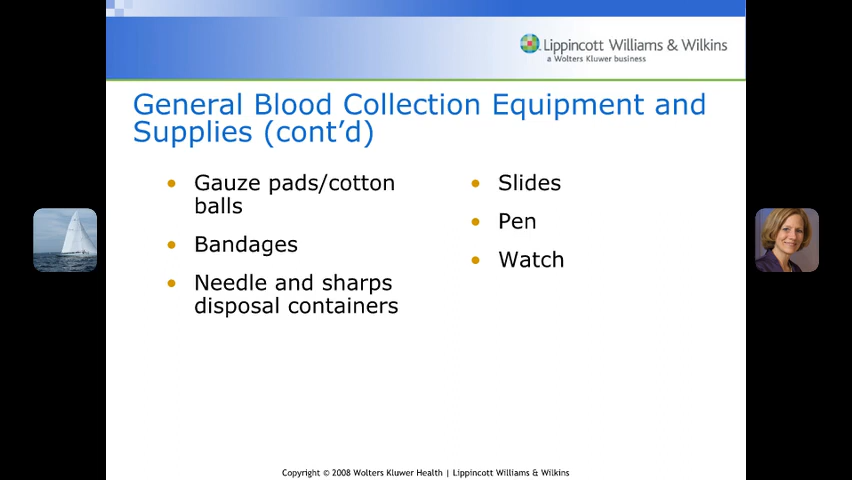 Lippincott Williams & Wilkins
a Wolters Kluwer business
General Blood Collection Equipment and
Supplies (cont’d)
• Gauze pads/cotton
balls
• Bandages
• Needle and sharps
disposal containers
• Slides
• Pen
• Watch
Copyright © 2008 Wolters Kluwer Health | Lippincott Williams & Wilkins